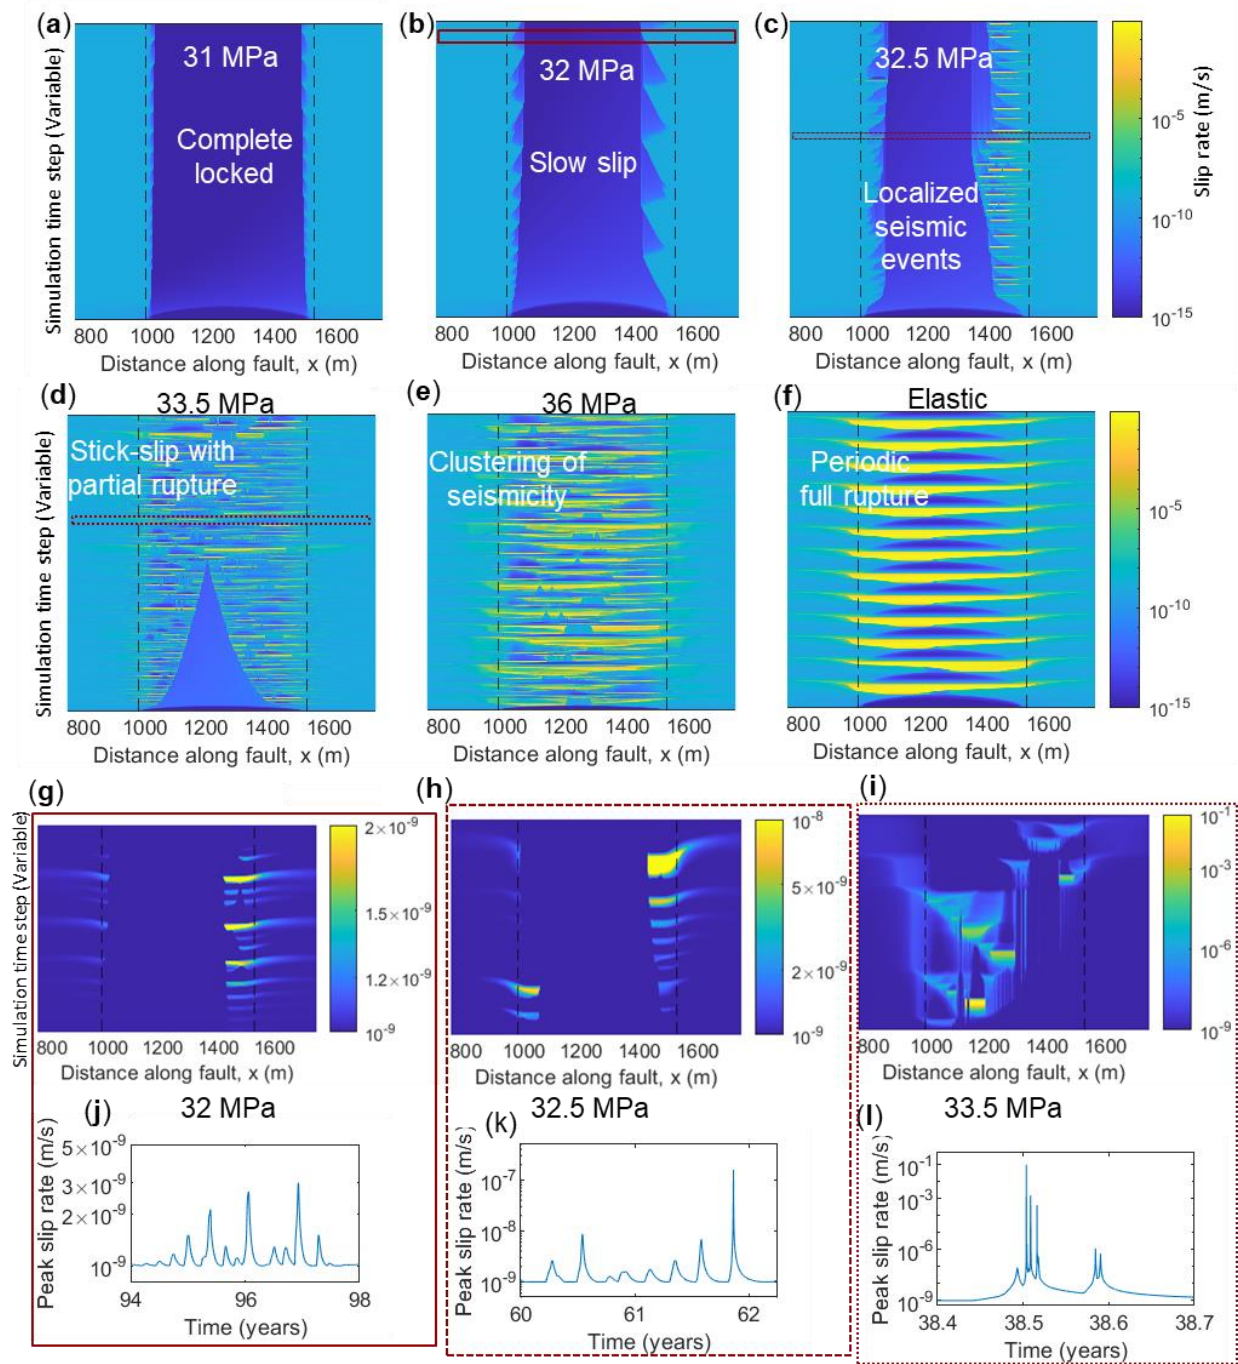 (a)
(b)
(c)
31 MPa
32 MPa
32.5 MPa
Complete
locked
Slow slip
Localized
seismic
events
Simulation time step (Variable)
Slip rate (m/s)
10⁻⁵
10⁻¹⁰
10⁻¹⁵
800 1000 1200 1400 1600
800 1000 1200 1400 1600
800 1000 1200 1400 1600
Distance along fault, x (m)
Distance along fault, x (m)
Distance along fault, x (m)
(d)
(e)
(f)
33.5 MPa
36 MPa
Elastic
Stick-slip with
partial rupture
Clustering of
seismicity
Periodic
full rupture
Simulation time step (Variable)
10⁻⁵
10⁻¹⁰
10⁻¹⁵
800 1000 1200 1400 1600
800 1000 1200 1400 1600
800 1000 1200 1400 1600
Distance along fault, x (m)
Distance along fault, x (m)
Distance along fault, x (m)
(g)
(h)
(i)
Simulation time step (Variable)
2×10⁻⁹
1.5×10⁻⁹
1.2×10⁻⁹
10⁻⁹
10⁻⁸
5×10⁻⁹
2×10⁻⁹
10⁻⁹
10⁻¹
10⁻³
10⁻⁶
10⁻⁹
800 1000 1200 1400 1600
800 1000 1200 1400 1600
800 1000 1200 1400 1600
Distance along fault, x (m)
Distance along fault, x (m)
Distance along fault, x (m)
(j)
32 MPa
(k)
32.5 MPa
(l)
33.5 MPa
Peak slip rate (m/s)
5×10⁻⁹
3×10⁻⁹
2×10⁻⁹
10⁻⁹
94 96 98
Time (years)
Peak slip rate (m/s)
10⁻⁷
10⁻⁸
10⁻⁹
60 61 62
Time (years)
Peak slip rate (m/s)
10⁻¹
10⁻³
10⁻⁶
10⁻⁹
38.4 38.5 38.6 38.7
Time (years)